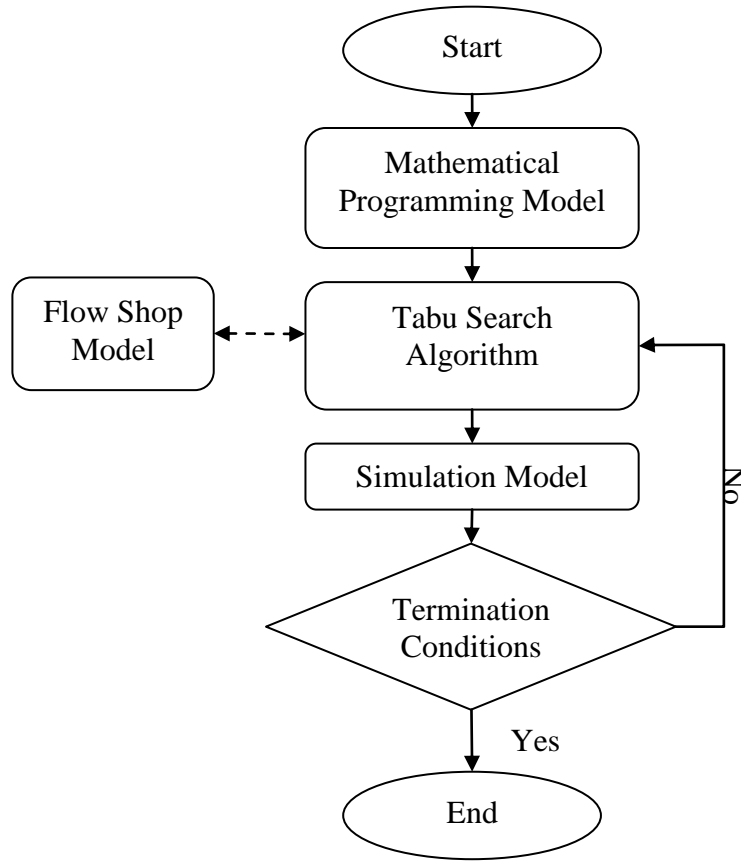 Start
Mathematical
Programming Model
Flow Shop
Model
Tabu Search
Algorithm
Simulation Model
No
Termination
Conditions
Yes
End